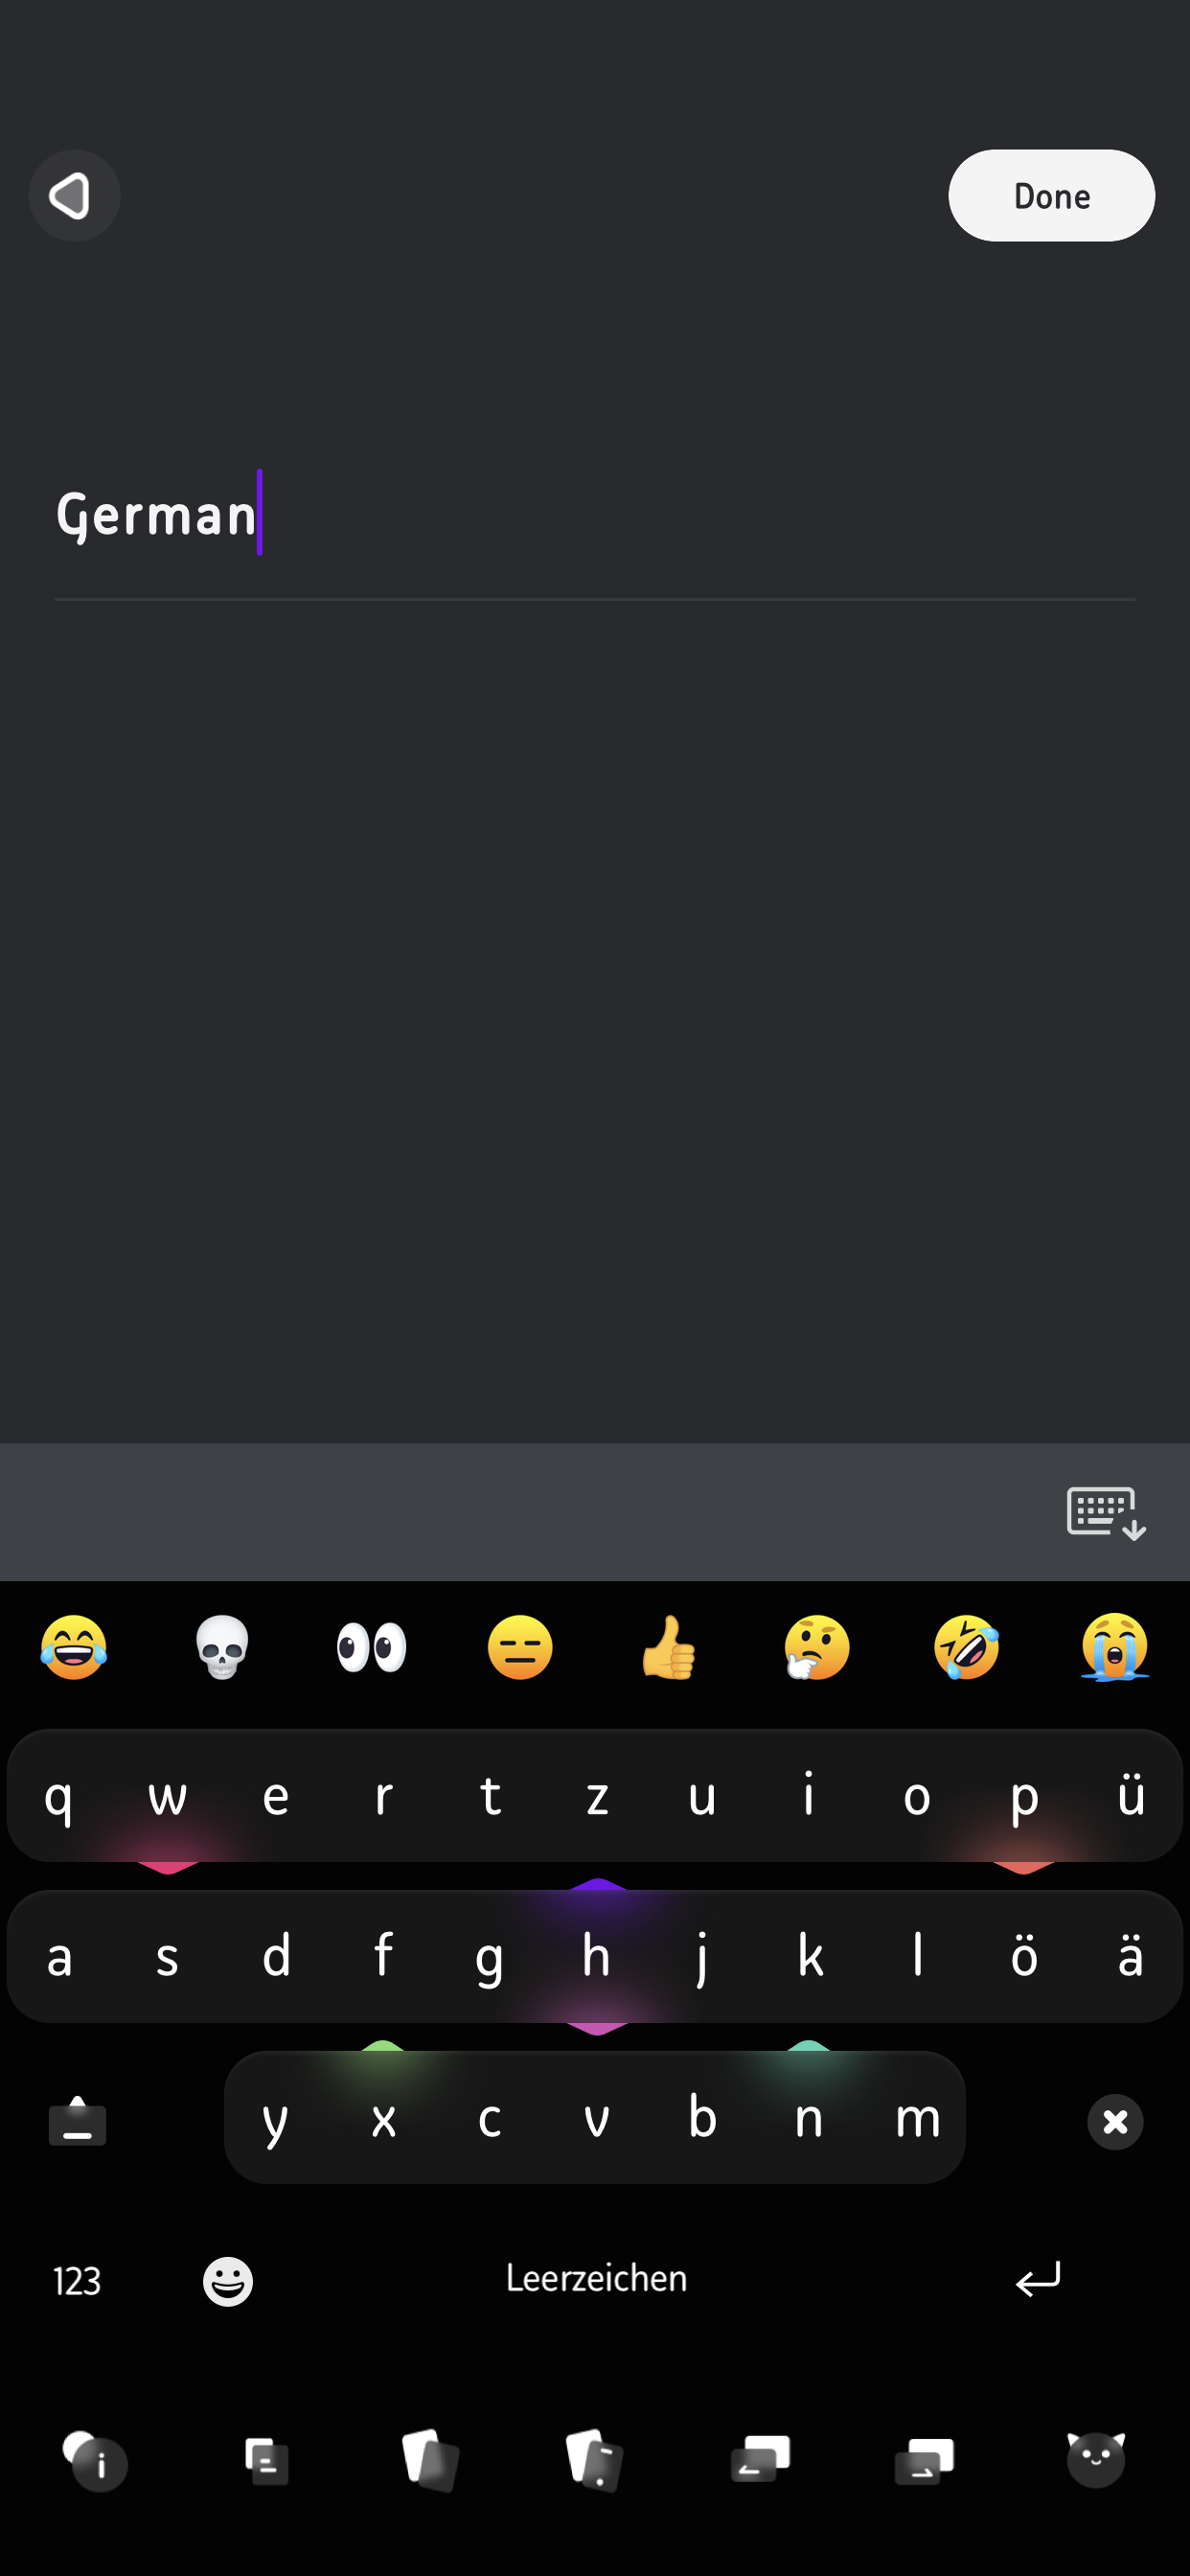 Done
German
q w e r t z u i o p ü
a s d f g h j k l ö ä
y x c v b n m
123 Leerzeichen
i